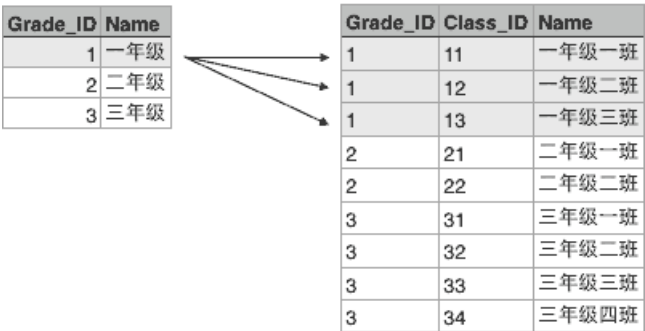 Grade_ID Name
1 一年级
2 二年级
3 三年级
Grade_ID Class_ID Name
1 11 一年级一班
1 12 一年级二班
1 13 一年级三班
2 21 二年级一班
2 22 二年级二班
3 31 三年级一班
3 32 三年级二班
3 33 三年级三班
3 34 三年级四班